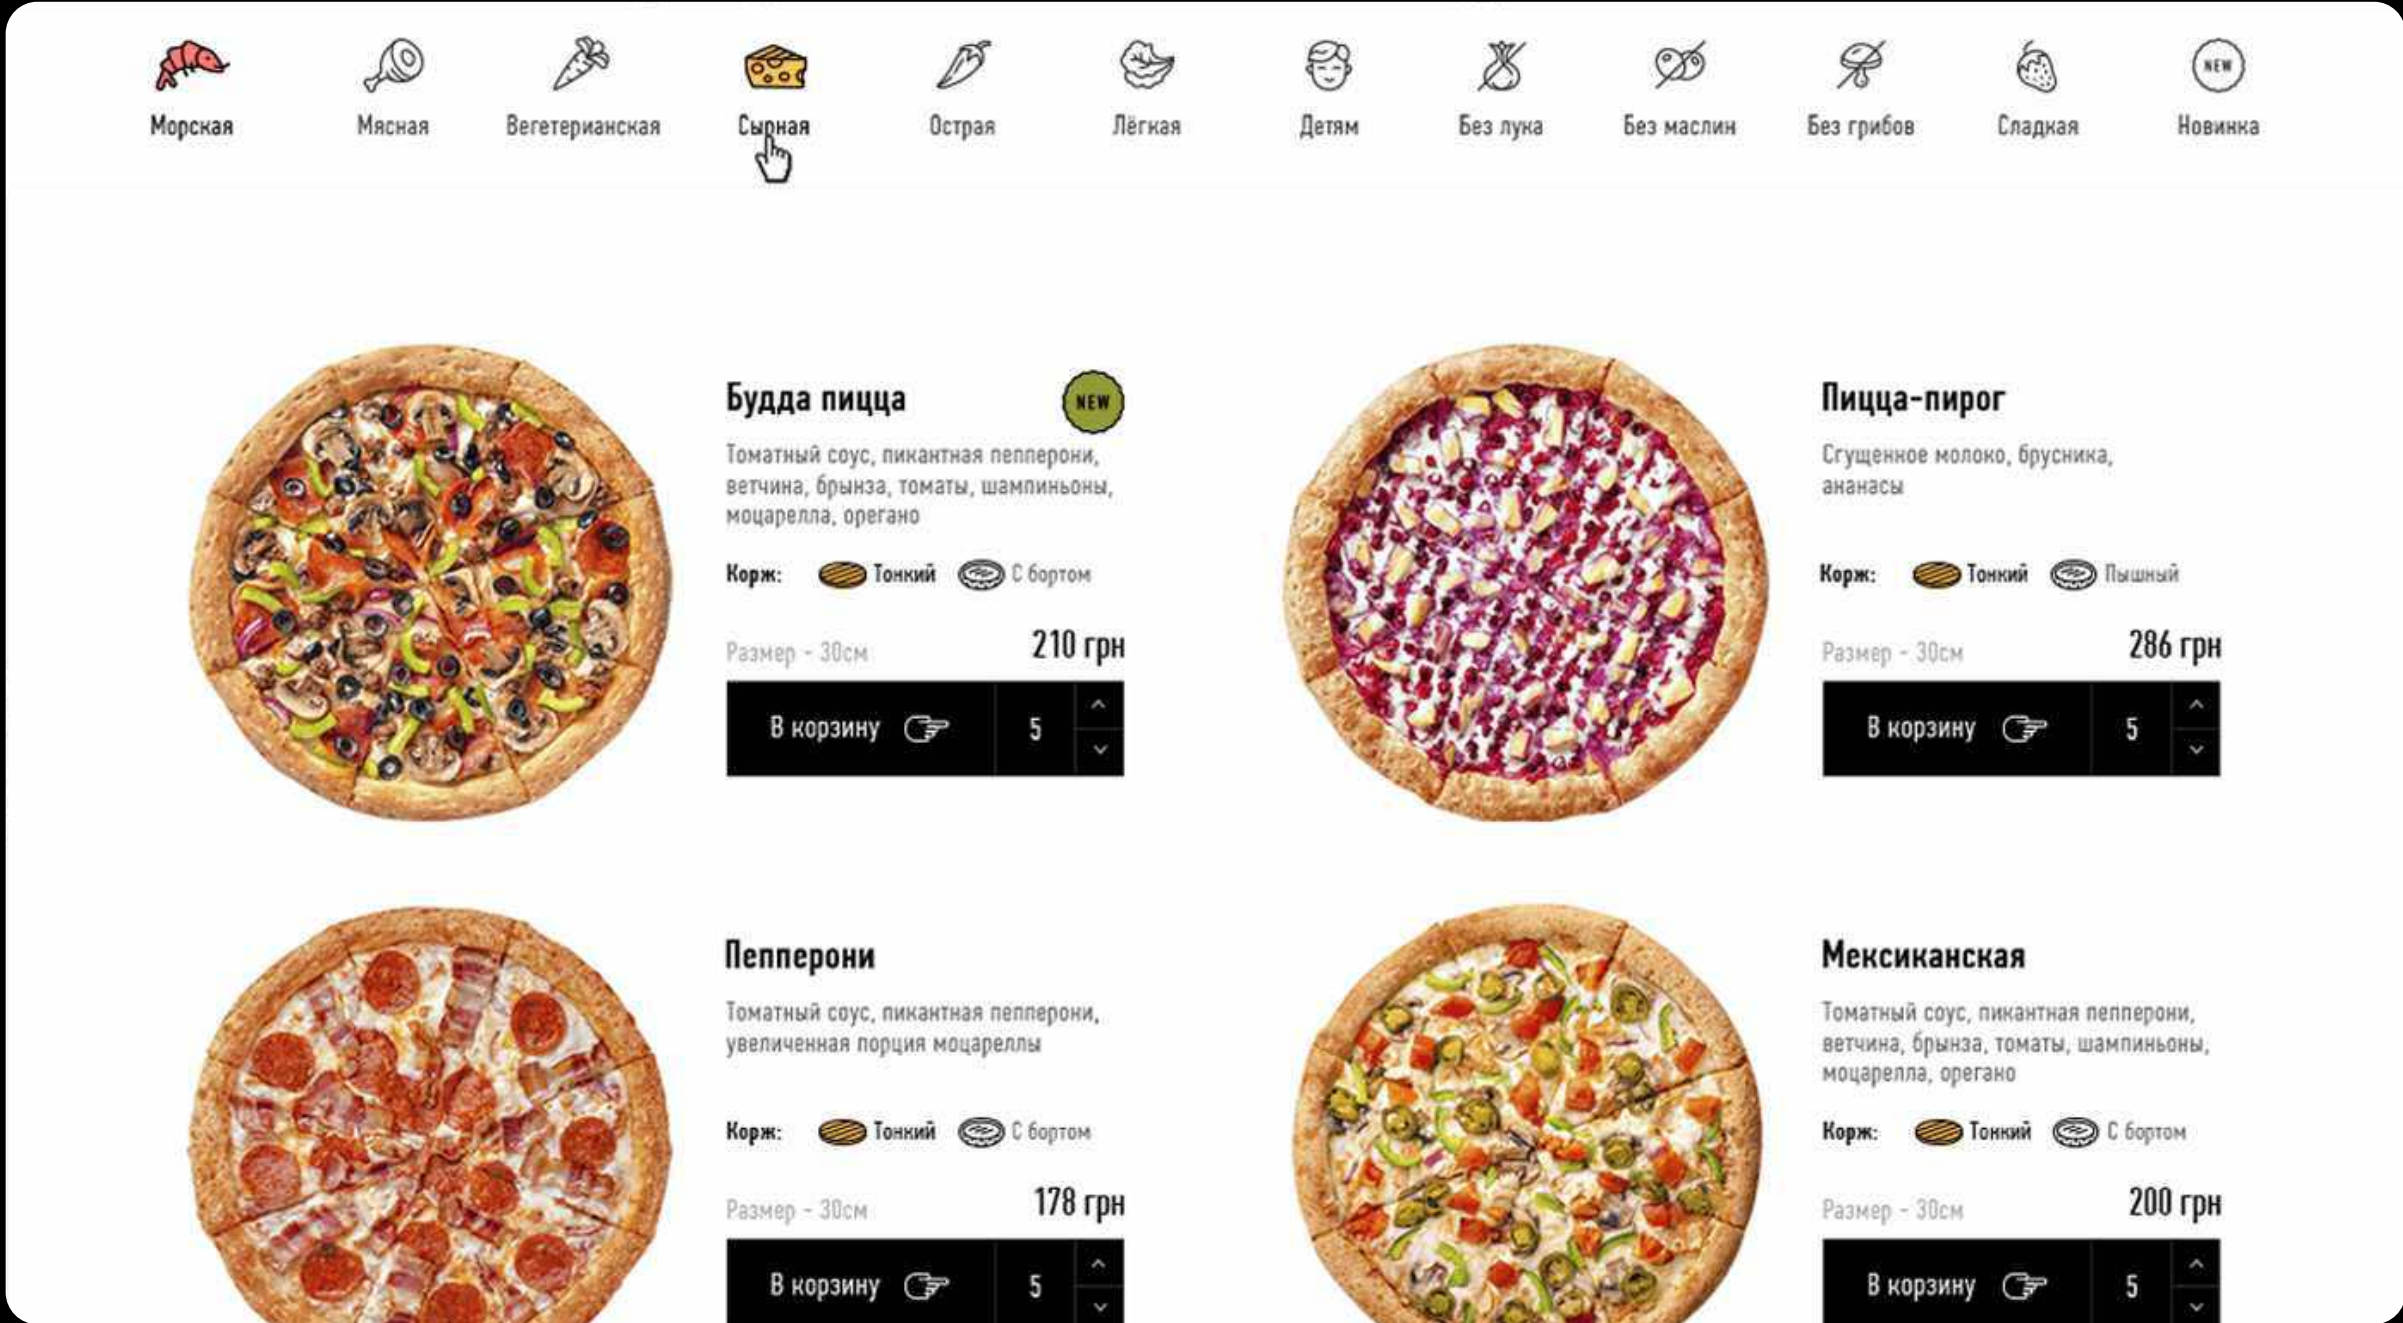 Морская
Мясная
Вегетерианская
Сырная
Острая
Лёгкая
Детям
Без лука
Без маслин
Без грибов
Сладкая
NEW
Новинка
Будда пицца
NEW
Томатный соус, пикантная пепперони,
ветчина, брынза, томаты, шампиньоны,
моцарелла, орегано
Корж: Тонкий С бортом
Размер - 30см 210 грн
В корзину 5
Пицца-пирог
Сгущенное молоко, брусника,
ананасы
Корж: Тонкий Пышный
Размер - 30см 286 грн
В корзину 5
Пепперони
Томатный соус, пикантная пепперони,
увеличенная порция моцареллы
Корж: Тонкий С бортом
Размер - 30см 178 грн
В корзину 5
Мексиканская
Томатный соус, пикантная пепперони,
ветчина, брынза, томаты, шампиньоны,
моцарелла, орегано
Корж: Тонкий С бортом
Размер - 30см 200 грн
В корзину 5